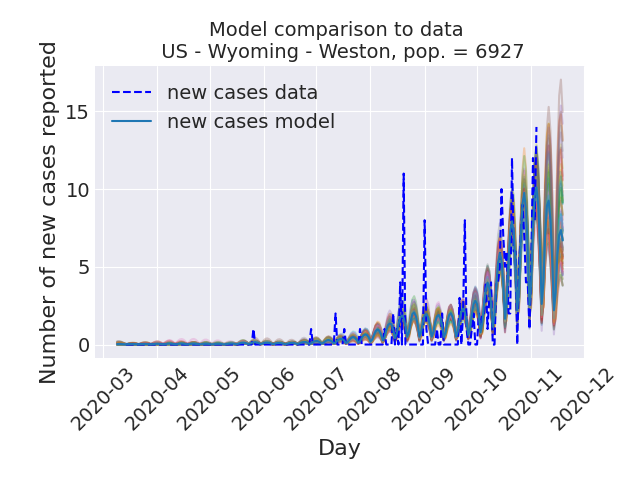 Model comparison to data
US - Wyoming - Weston, pop. = 6927
Number of new cases reported
new cases data
new cases model
15
10
5
0
2020-03
2020-04
2020-05
2020-06
2020-07
2020-08
2020-09
2020-10
2020-11
2020-12
Day